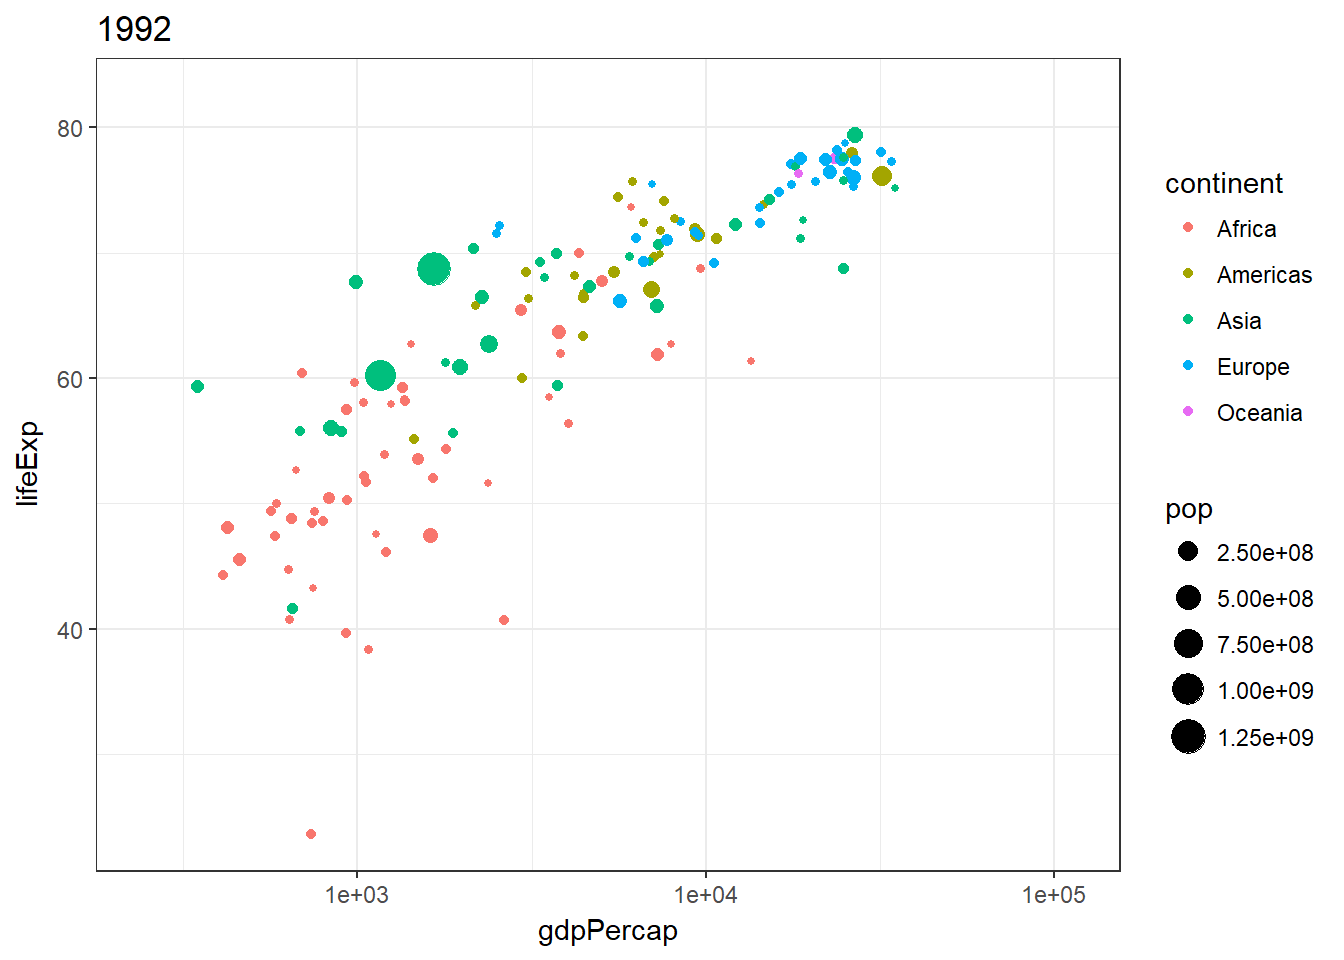 1992
80
60
40
lifeExp
1e+03
1e+04
1e+05
gdpPercap
continent
Africa
Americas
Asia
Europe
Oceania
pop
2.50e+08
5.00e+08
7.50e+08
1.00e+09
1.25e+09